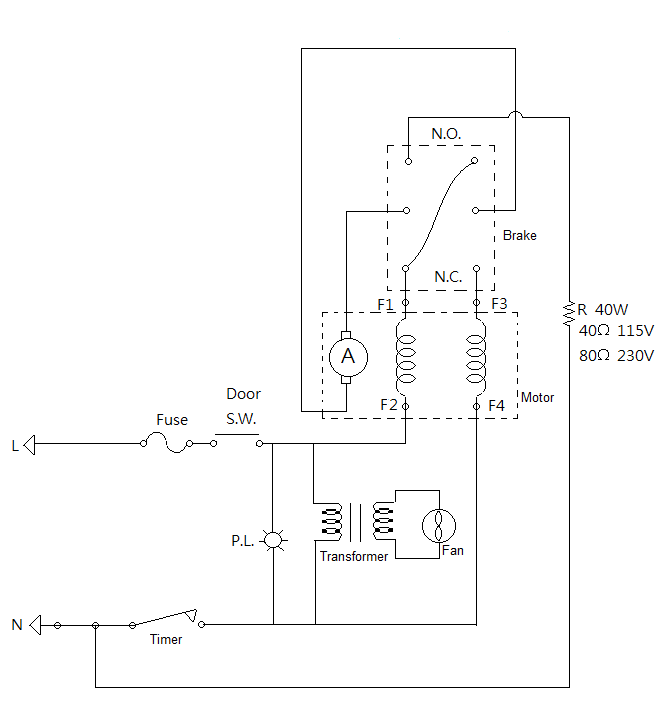 N.O.
Brake
N.C.
F1
F3
R 40W
40Ω 115V
80Ω 230V
A
Door
S.W.
F2
F4
Motor
Fuse
L
P.L.
Transformer
Fan
N
Timer